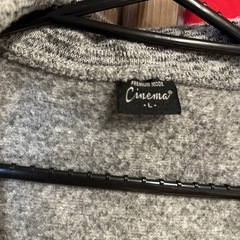 PREMIUM MODE
Cinema®
- L -